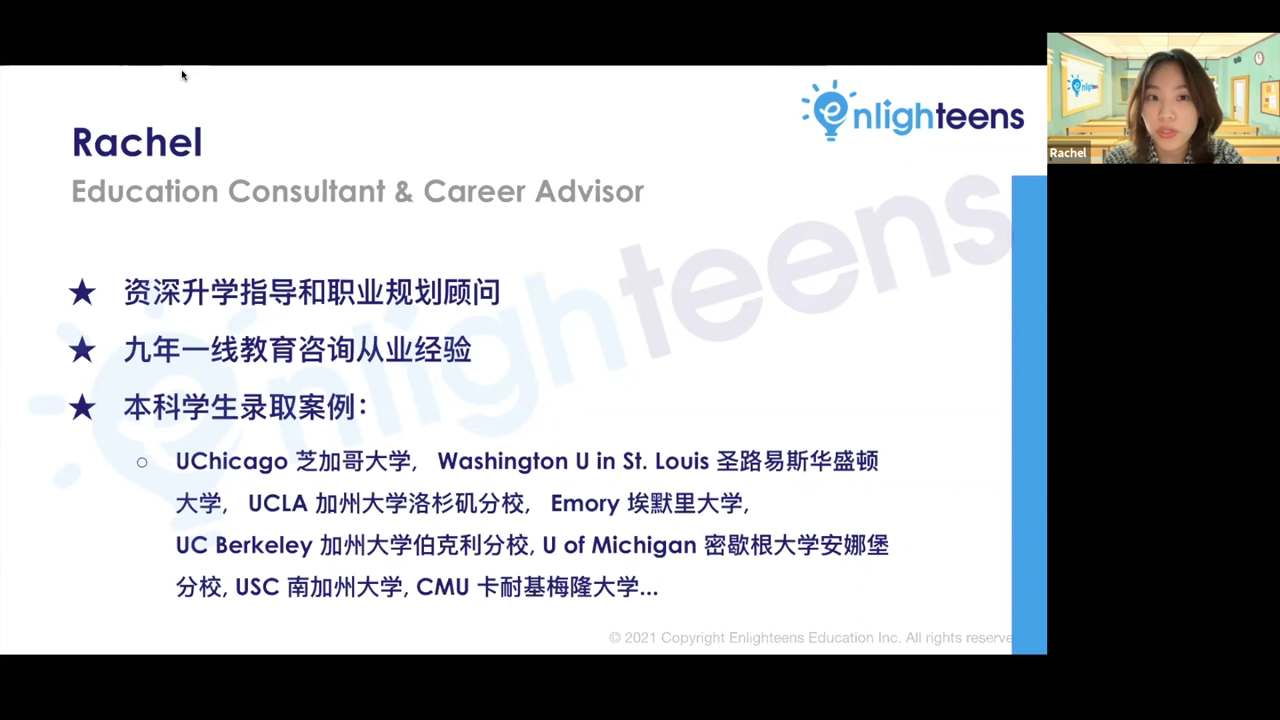 enlighteens
Rachel
Rachel
Education Consultant & Career Advisor
enlighteens
★ 资深升学指导和职业规划顾问
★ 九年一线教育咨询从业经验
★ 本科学生录取案例：
○ UChicago 芝加哥大学， Washington U in St. Louis 圣路易斯华盛顿
大学， UCLA 加州大学洛杉矶分校， Emory 埃默里大学,
UC Berkeley 加州大学伯克利分校, U of Michigan 密歇根大学安娜堡
分校, USC 南加州大学, CMU 卡耐基梅隆大学...
© 2021 Copyright Enlighteens Education Inc. All rights reserve